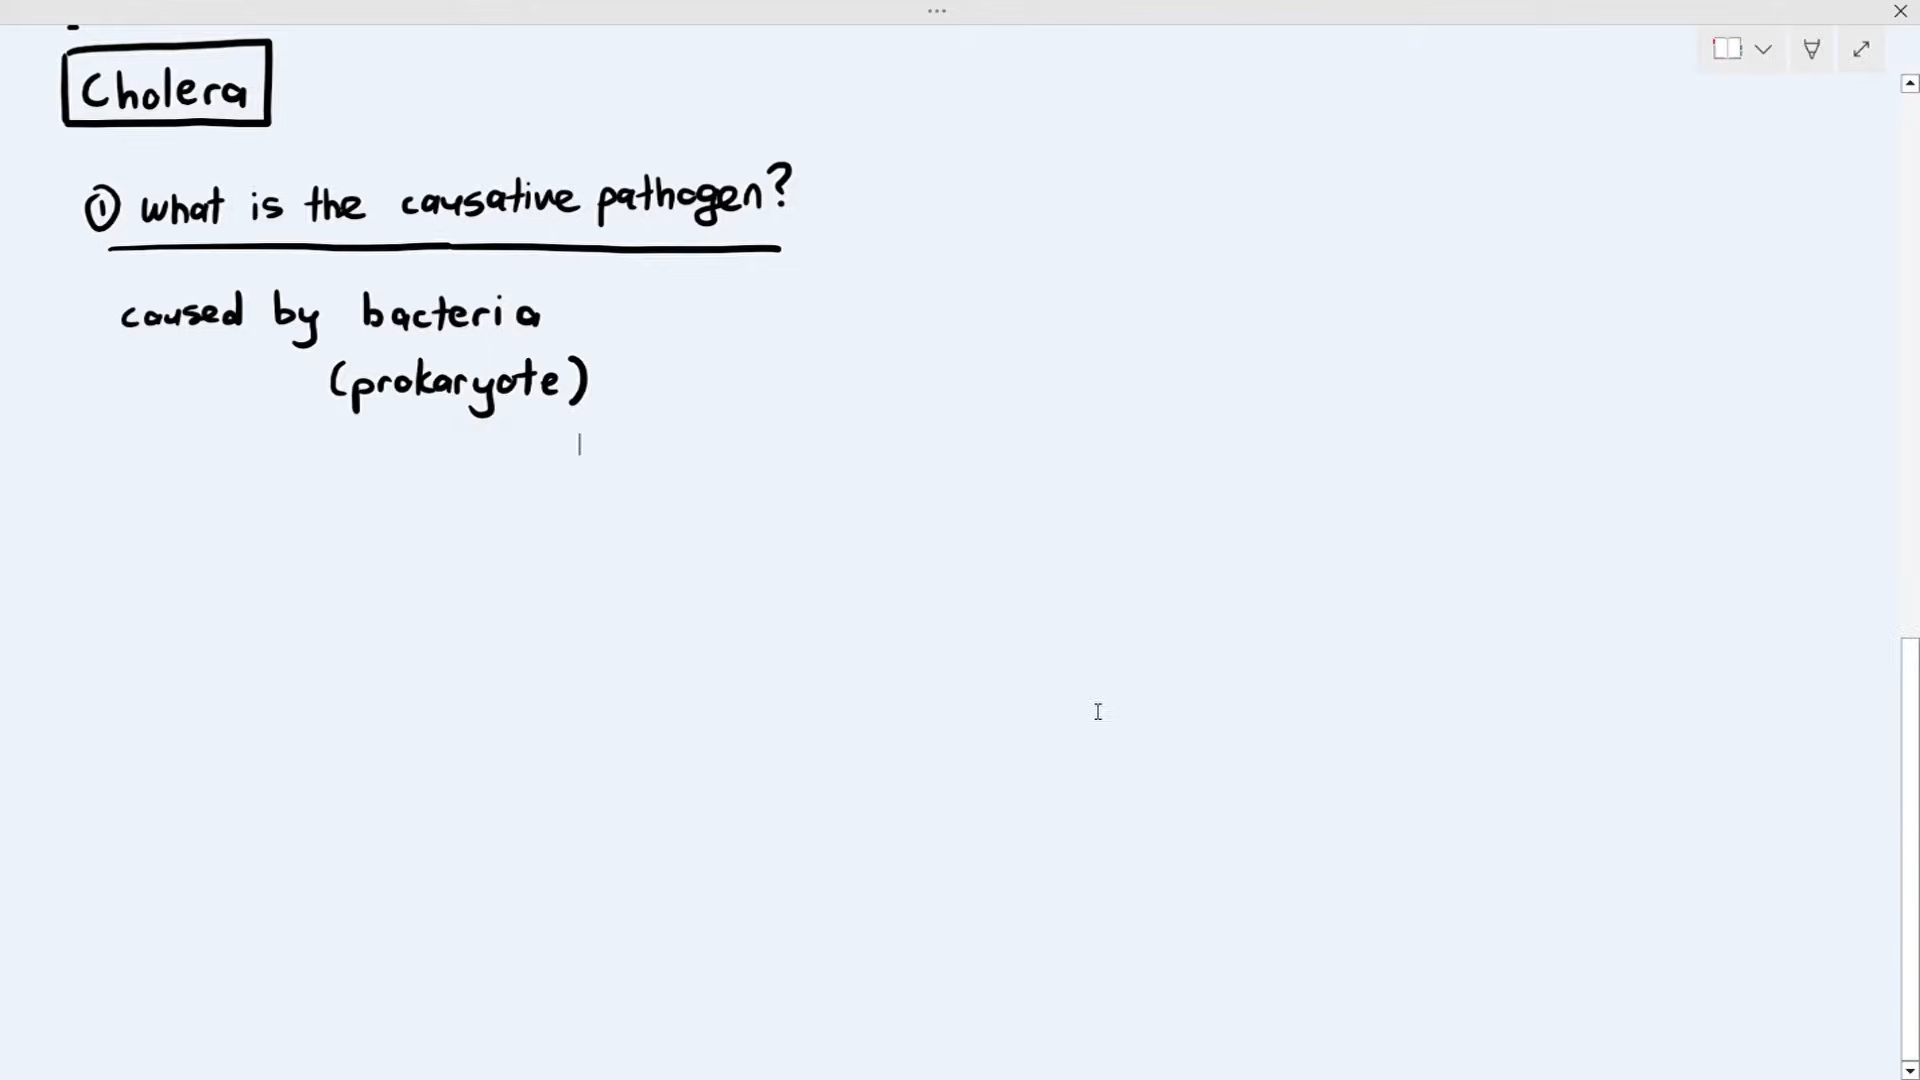 Cholera
① what is the causative pathogen?
caused by bacteria
(prokaryote)